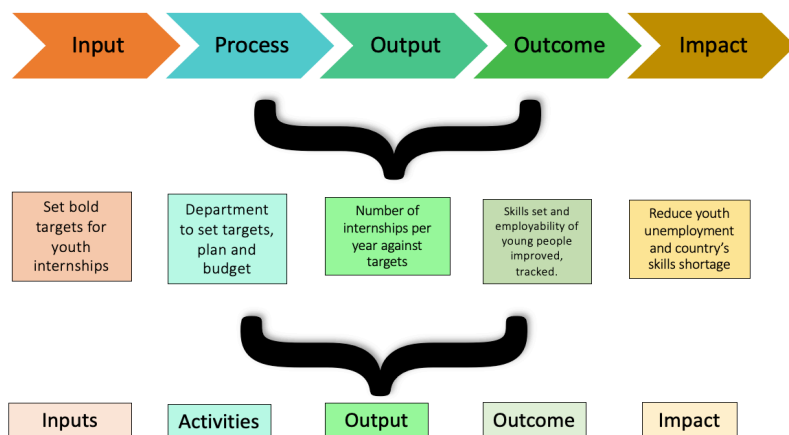 Input
Process
Output
Outcome
Impact
Set bold
targets for
youth
internships
Department
to set targets,
plan and
budget
Number of
internships per
year against
targets
Skills set and
employability of
young people
improved,
tracked.
Reduce youth
unemployment
and country's
skills shortage
Inputs
Activities
Output
Outcome
Impact